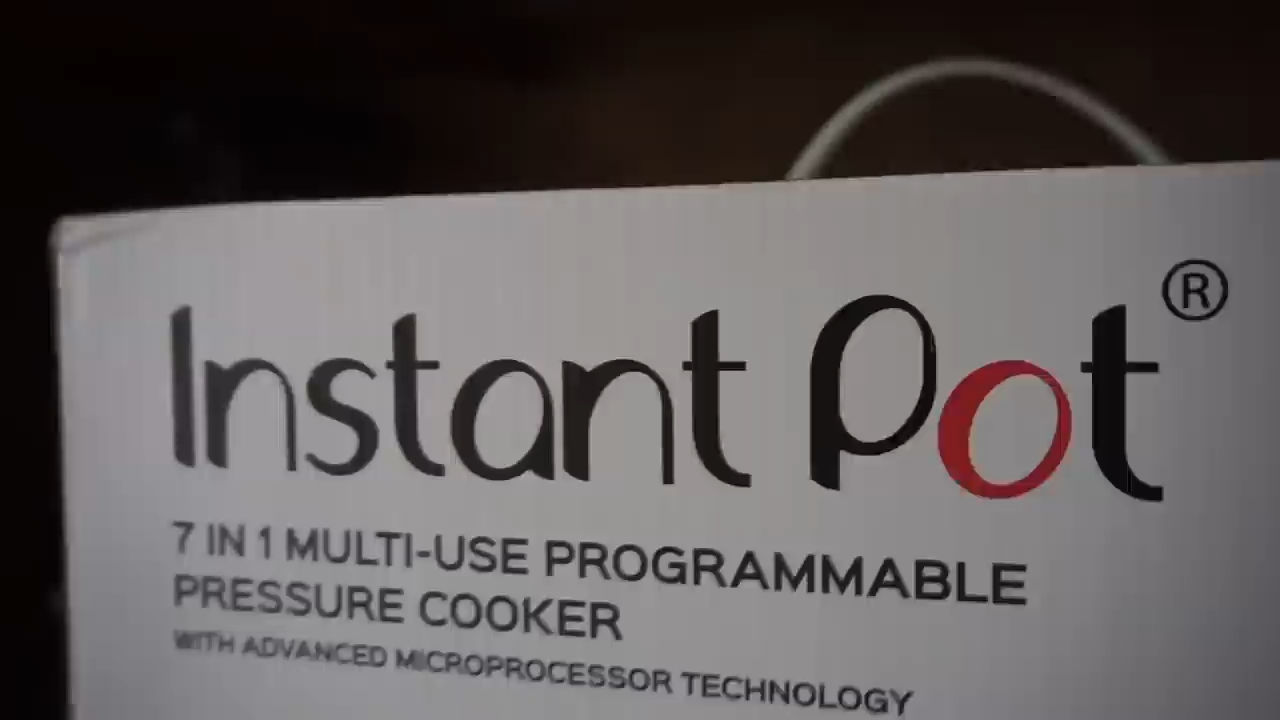 Instant Pot®
7 IN 1 MULTI-USE PROGRAMMABLE
PRESSURE COOKER
WITH ADVANCED MICROPROCESSOR TECHNOLOGY